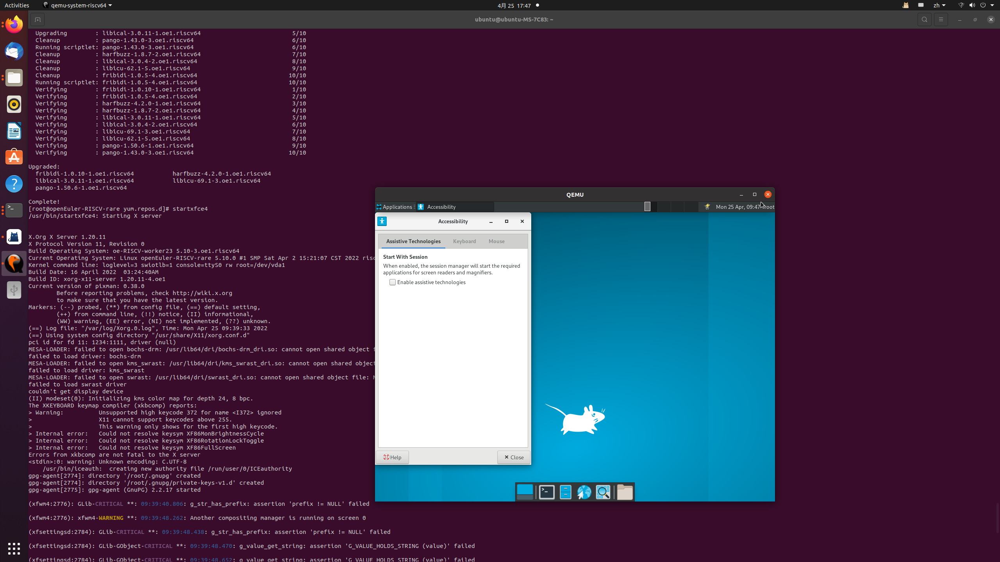 Activities
qemu-system-riscv64
4月 25 17:47
zh
ubuntu@ubuntu-MS-7C83: ~
Upgrading        : libical-3.0.11-1.oe1.riscv64                          5/10
Cleanup          : pango-1.43.0-3.oe1.riscv64                            6/10
Running scriptlet: pango-1.43.0-3.oe1.riscv64                            6/10
Cleanup          : harfbuzz-1.8.7-2.oe1.riscv64                          7/10
Cleanup          : libical-3.0.4-2.oe1.riscv64                           8/10
Cleanup          : libicu-62.1-5.oe1.riscv64                             9/10
Cleanup          : fribidi-1.0.5-4.oe1.riscv64                          10/10
Running scriptlet: fribidi-1.0.5-4.oe1.riscv64                          10/10
Verifying        : fribidi-1.0.10-1.oe1.riscv64                          1/10
Verifying        : fribidi-1.0.5-4.oe1.riscv64                           2/10
Verifying        : harfbuzz-4.2.0-1.oe1.riscv64                          3/10
Verifying        : harfbuzz-1.8.7-2.oe1.riscv64                          4/10
Verifying        : libical-3.0.11-1.oe1.riscv64                          5/10
Verifying        : libical-3.0.4-2.oe1.riscv64                           6/10
Verifying        : libicu-69.1-3.oe1.riscv64                             7/10
Verifying        : libicu-62.1-5.oe1.riscv64                             8/10
Verifying        : pango-1.50.6-1.oe1.riscv64                            9/10
Verifying        : pango-1.43.0-3.oe1.riscv64                           10/10
Upgraded:
fribidi-1.0.10-1.oe1.riscv64           harfbuzz-4.2.0-1.oe1.riscv64
libical-3.0.11-1.oe1.riscv64           libicu-69.1-3.oe1.riscv64
pango-1.50.6-1.oe1.riscv64
Complete!
[root@openEuler-RISCV-rare yum.repos.d]# startxfce4
/usr/bin/startxfce4: Starting X server
X.Org X Server 1.20.11
X Protocol Version 11, Revision 0
Build Operating System: oe-RISCV-worker23 5.10-3.oe1.riscv64
Current Operating System: Linux openEuler-RISCV-rare 5.10.0 #1 SMP Sat Apr 2 15:21:07 CST 2022 risc
Kernel command line: loglevel=3 swiotlb=1 console=ttyS0 rw root=/dev/vda1
Build Date: 16 April 2022  03:24:40AM
Build ID: xorg-x11-server 1.20.11-4.oe1
Current version of pixman: 0.38.0
Before reporting problems, check http://wiki.x.org
to make sure that you have the latest version.
Markers: (--) probed, (**) from config file, (==) default setting,
(++) from command line, (!!) notice, (II) informational,
(WW) warning, (EE) error, (NI) not implemented, (??) unknown.
(==) Log file: "/var/log/Xorg.0.log", Time: Mon Apr 25 09:39:33 2022
(==) Using system config directory "/usr/share/X11/xorg.conf.d"
pci id for fd 11: 1234:1111, driver (null)
MESA-LOADER: failed to open bochs-drm: /usr/lib64/dri/bochs-drm_dri.so: cannot open shared object f
failed to load driver: bochs-drm
MESA-LOADER: failed to open kms_swrast: /usr/lib64/dri/kms_swrast_dri.so: cannot open shared object
failed to load driver: kms_swrast
MESA-LOADER: failed to open swrast: /usr/lib64/dri/swrast_dri.so: cannot open shared object file: N
failed to load swrast driver
couldn't get display device
(II) modeset(0): Initializing kms color map for depth 24, 8 bpc.
The XKEYBOARD keymap compiler (xkbcomp) reports:
> Warning:          Unsupported high keycode 372 for name <I372> ignored
>                   X11 cannot support keycodes above 255.
>                   This warning only shows for the first high keycode.
> Internal error:   Could not resolve keysym XF86MonBrightnessCycle
> Internal error:   Could not resolve keysym XF86RotationLockToggle
> Internal error:   Could not resolve keysym XF86FullScreen
Errors from xkbcomp are not fatal to the X server
<stdin>:0: warning: Unknown encoding: C.UTF-8
/usr/bin/iceauth:  creating new authority file /run/user/0/ICEauthority
gpg-agent[2774]: directory '/root/.gnupg' created
gpg-agent[2774]: directory '/root/.gnupg/private-keys-v1.d' created
gpg-agent[2775]: gpg-agent (GnuPG) 2.2.17 started
(xfwm4:2776): GLib-CRITICAL **: 09:39:40.806: g_str_has_prefix: assertion 'prefix != NULL' failed
(xfwm4:2776): xfwm4-WARNING **: 09:39:48.262: Another compositing manager is running on screen 0
(xfsettingsd:2784): GLib-CRITICAL **: 09:39:48.438: g_str_has_prefix: assertion 'prefix != NULL' failed
(xfsettingsd:2784): GLib-GObject-CRITICAL **: 09:39:48.470: g_value_get_string: assertion 'G_VALUE_HOLDS_STRING (value)' failed
(xfsettingsd:2784): GLib-GObject-CRITICAL **: 09:39:48.652: g_value_get_string: assertion 'G_VALUE_HOLDS_STRING (value)' failed
QEMU
Applications
Accessibility
Mon 25 Apr, 09:47
root
Accessibility
Assistive Technologies
Keyboard
Mouse
Start With Session
When enabled, the session manager will start the required
applications for screen readers and magnifiers.
Enable assistive technologies
Help
Close